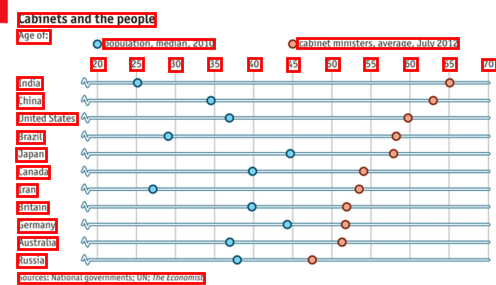 Cabinets and the people
Age of:
population, median, 2010 cabinet ministers, average, July 2012
20 25 30 35 40 45 50 55 60 65 70
India
China
United States
Brazil
Japan
Canada
Iran
Britain
Germany
Australia
Russia
Sources: National governments; UN; The Economist